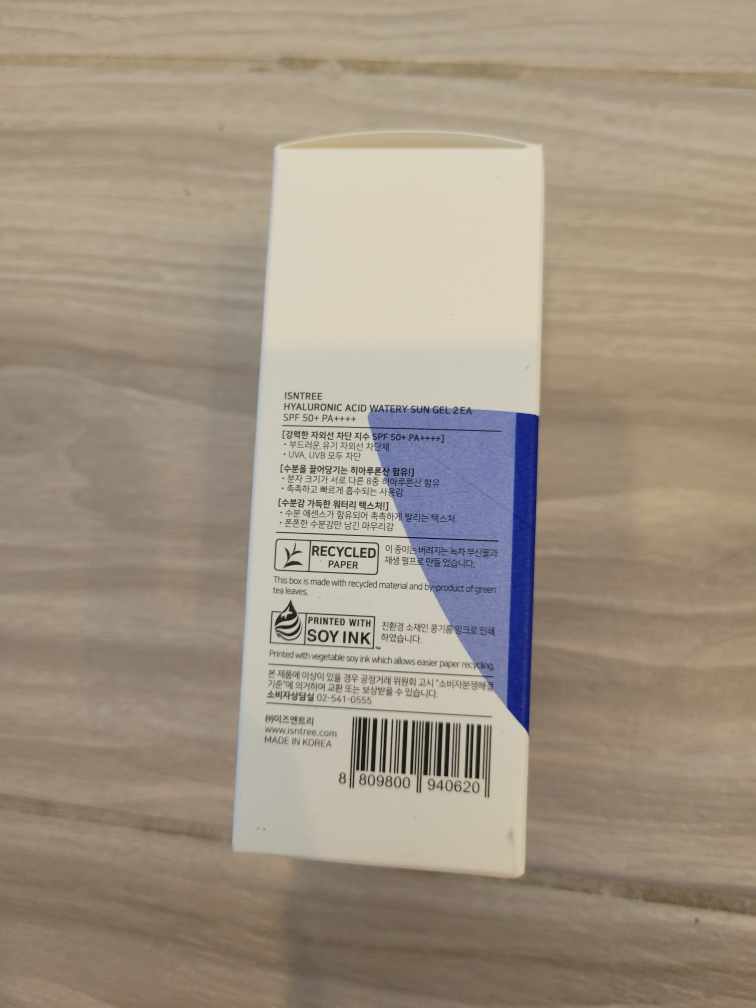 ISNTREE
HYALURONIC ACID WATERY SUN GEL 2EA
SPF 50+ PA++++
[강력한 자외선 차단 지수 SPF 50+ PA++++]
• 부드러운 유기 자외선 차단제
• UVA, UVB 모두 차단
[수분을 끌어당기는 히아루론산 함유!]
• 분자 크기가 서로 다른 8중 히아루론산 함유
• 촉촉하고 빠르게 흡수되는 사용감
[수분감 가득한 워터리 텍스처!]
• 수분 에센스가 함유되어 촉촉하게 발리는 텍스처
• 폰폰한 수분감만 남긴 마무리감
RECYCLED
PAPER
이 종이는 버려지는 녹차 부산물과
재생 펄프로 만들었습니다.
This box is made with recycled material and by-product of green
tea leaves.
PRINTED WITH
SOY INK™
친환경 소재인 콩기름 잉크로 인쇄
하였습니다.
Printed with vegetable soy ink which allows easier paper recycling.
본 제품에 이상이 있을 경우 공정거래 위원회 고시 "소비자분쟁해결
기준"에 의거하여 교환 또는 보상받을 수 있습니다.
소비자상담실 02-541-0555
㈜이즈앤트리
www.isntree.com
MADE IN KOREA
8 809800 940620